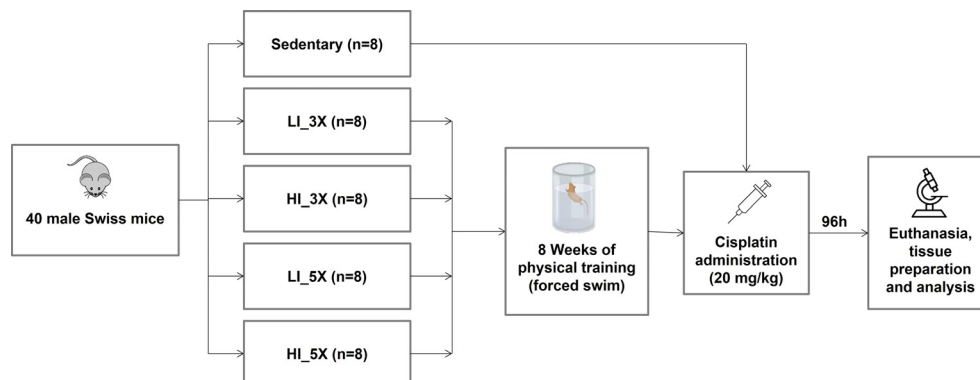 40 male Swiss mice
Sedentary (n=8)
LI_3X (n=8)
HI_3X (n=8)
LI_5X (n=8)
HI_5X (n=8)
8 Weeks of
physical training
(forced swim)
Cisplatin
administration
(20 mg/kg)
96h
Euthanasia,
tissue
preparation
and analysis